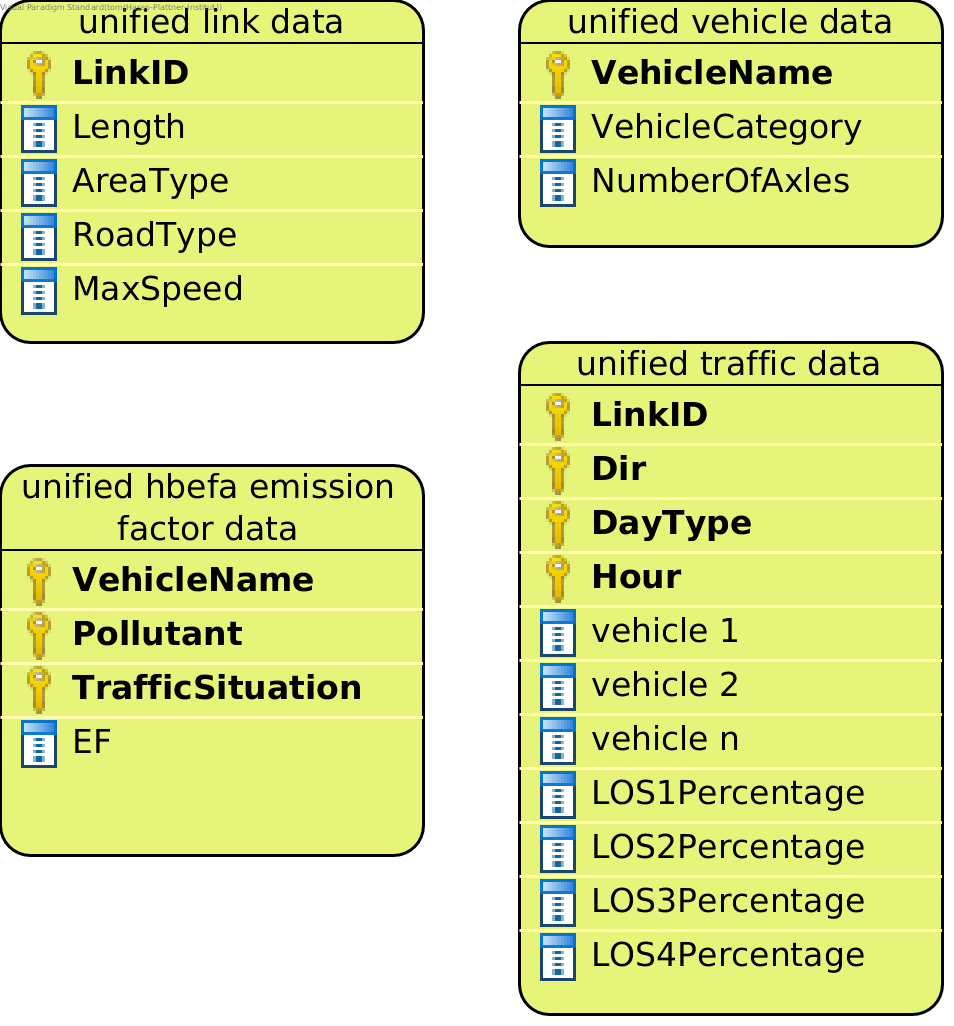 Visual Paradigm Standard(tom(Hasso-Plattner-Institut))
unified link data
LinkID
Length
AreaType
RoadType
MaxSpeed
unified vehicle data
VehicleName
VehicleCategory
NumberOfAxles
unified hbefa emission
factor data
VehicleName
Pollutant
TrafficSituation
EF
unified traffic data
LinkID
Dir
DayType
Hour
vehicle 1
vehicle 2
vehicle n
LOS1Percentage
LOS2Percentage
LOS3Percentage
LOS4Percentage